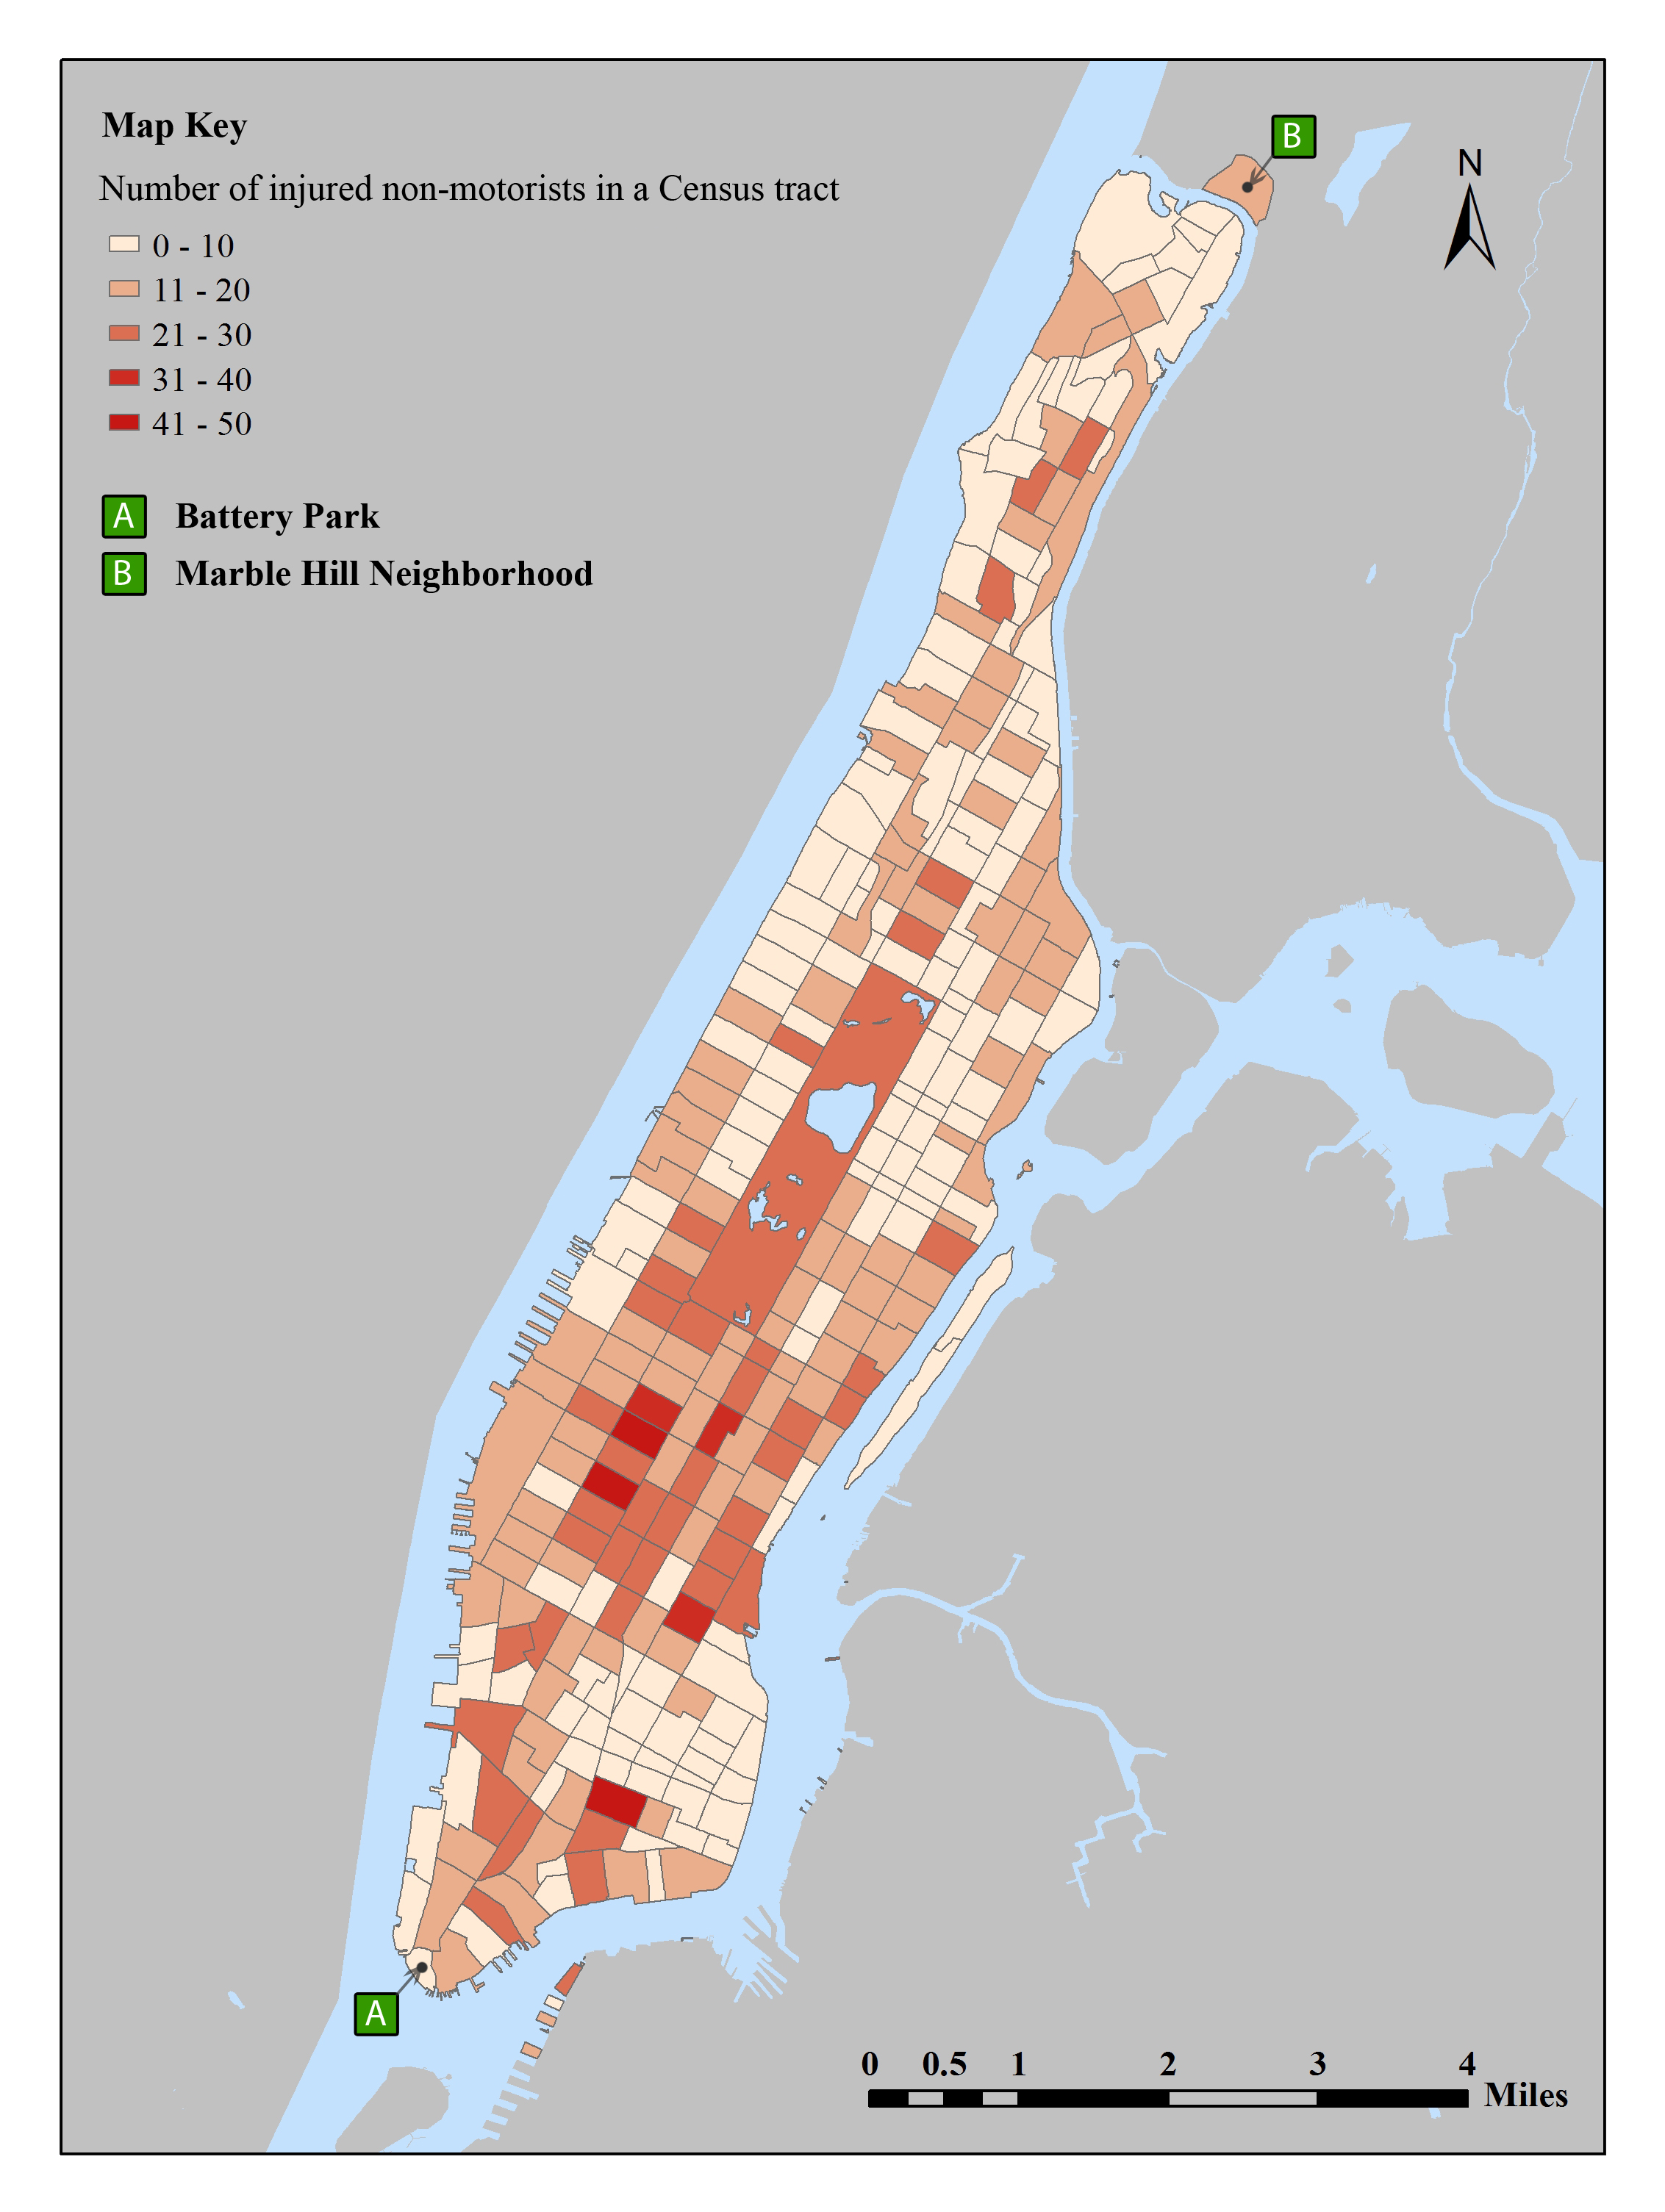 Map Key
Number of injured non-motorists in a Census tract
0 - 10
11 - 20
21 - 30
31 - 40
41 - 50
A Battery Park
B Marble Hill Neighborhood
B
N
A
0 0.5 1 2 3 4
Miles